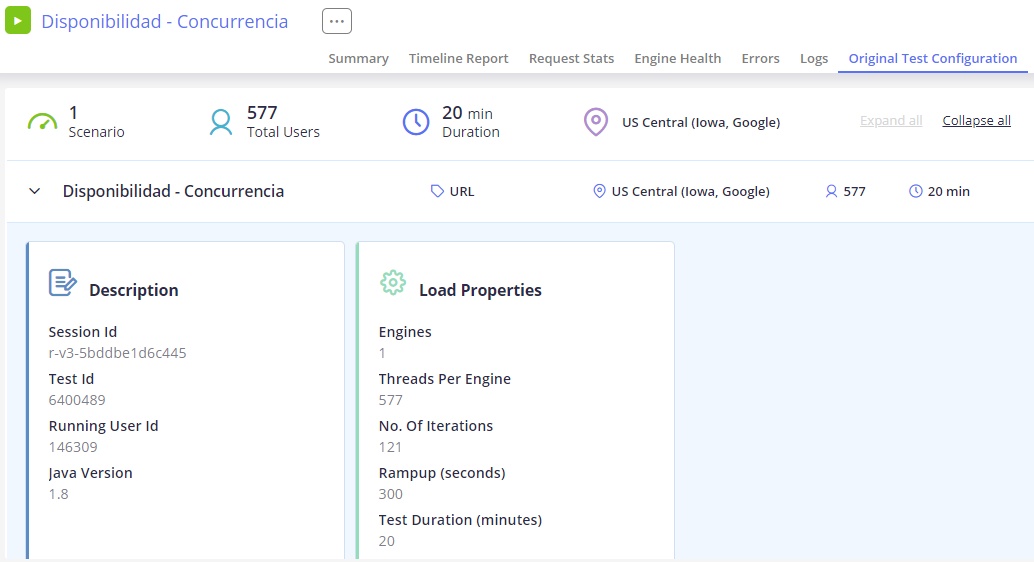 Disponibilidad - Concurrencia
Summary Timeline Report Request Stats Engine Health Errors Logs Original Test Configuration
1
Scenario
577
Total Users
20 min
Duration
US Central (Iowa, Google)
Expand all Collapse all
Disponibilidad - Concurrencia URL US Central (Iowa, Google) 577 20 min
Description
Session Id
r-v3-5bddbe1d6c445
Test Id
6400489
Running User Id
146309
Java Version
1.8
Load Properties
Engines
1
Threads Per Engine
577
No. Of Iterations
121
Rampup (seconds)
300
Test Duration (minutes)
20